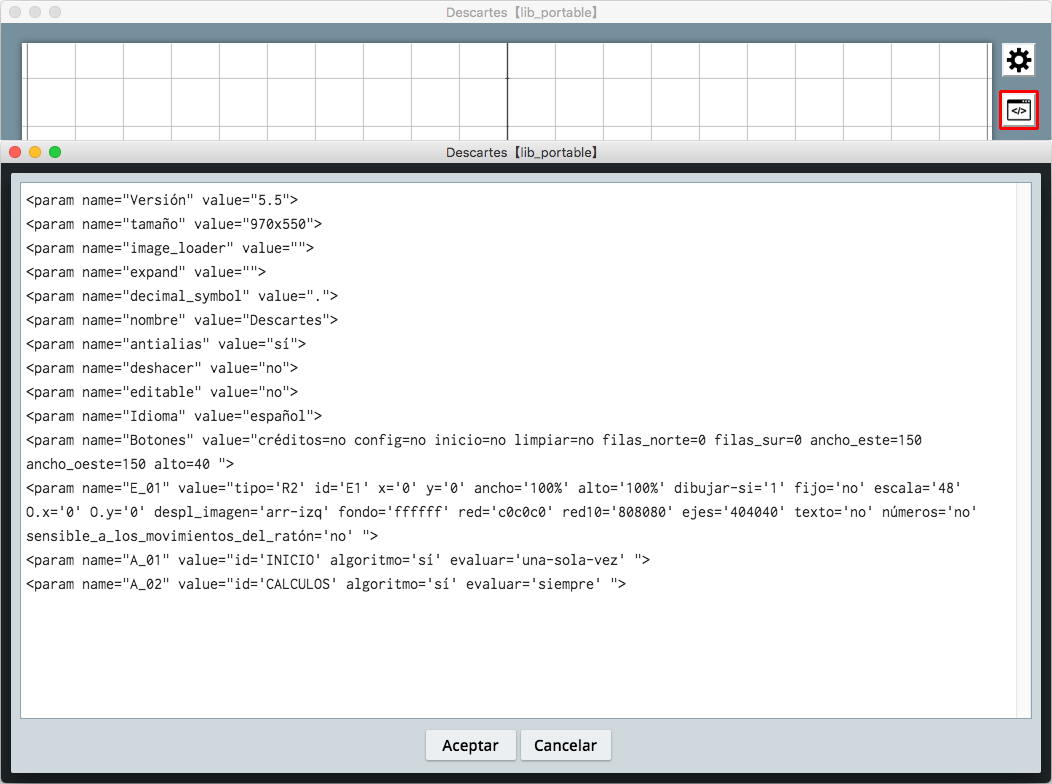 Descartes【lib_portable】
</>
Descartes【lib_portable】
<param name="Versión" value="5.5">
<param name="tamaño" value="970x550">
<param name="image_loader" value="">
<param name="expand" value="">
<param name="decimal_symbol" value=".">
<param name="nombre" value="Descartes">
<param name="antialias" value="sí">
<param name="deshacer" value="no">
<param name="editable" value="no">
<param name="Idioma" value="español">
<param name="Botones" value="créditos=no config=no inicio=no limpiar=no filas_norte=0 filas_sur=0 ancho_este=150
ancho_oeste=150 alto=40 ">
<param name="E_01" value="tipo='R2' id='E1' x='0' y='0' ancho='100%' alto='100%' dibujar-si='1' fijo='no' escala='48'
O.x='0' O.y='0' despl_imagen='arr-izq' fondo='ffffff' red='c0c0c0' red10='808080' ejes='404040' texto='no' números='no'
sensible_a_los_movimientos_del_ratón='no' ">
<param name="A_01" value="id='INICIO' algoritmo='sí' evaluar='una-sola-vez' ">
<param name="A_02" value="id='CALCULOS' algoritmo='sí' evaluar='siempre' ">
Aceptar
Cancelar